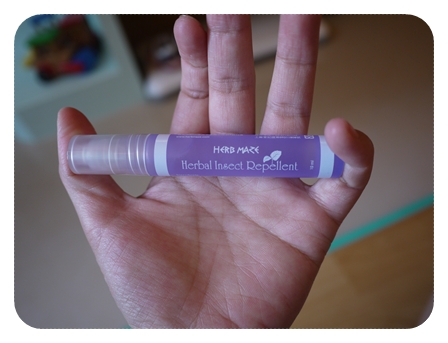 HERB MAZE
Herbal Insect Repellent